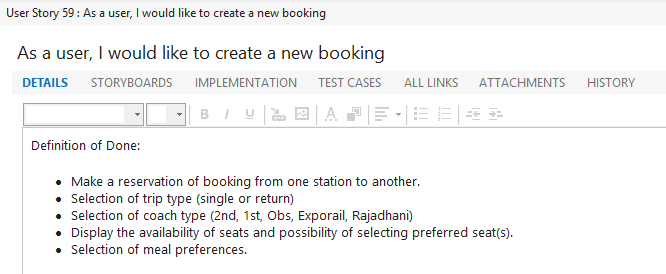 User Story 59 : As a user, I would like to create a new booking
As a user, I would like to create a new booking
DETAILS STORYBOARDS IMPLEMENTATION TEST CASES ALL LINKS ATTACHMENTS HISTORY
B I U A
Definition of Done:
• Make a reservation of booking from one station to another.
• Selection of trip type (single or return)
• Selection of coach type (2nd, 1st, Obs, Exporail, Rajadhani)
• Display the availability of seats and possibility of selecting preferred seat(s).
• Selection of meal preferences.